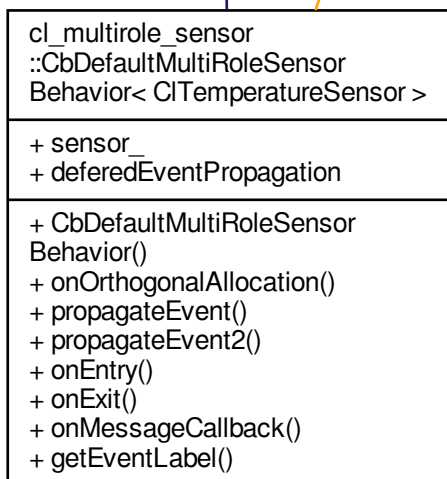 cl_multirole_sensor
::CbDefaultMultiRoleSensor
Behavior< ClTemperatureSensor >
+ sensor_
+ deferedEventPropagation
+ CbDefaultMultiRoleSensor
Behavior()
+ onOrthogonalAllocation()
+ propagateEvent()
+ propagateEvent2()
+ onEntry()
+ onExit()
+ onMessageCallback()
+ getEventLabel()